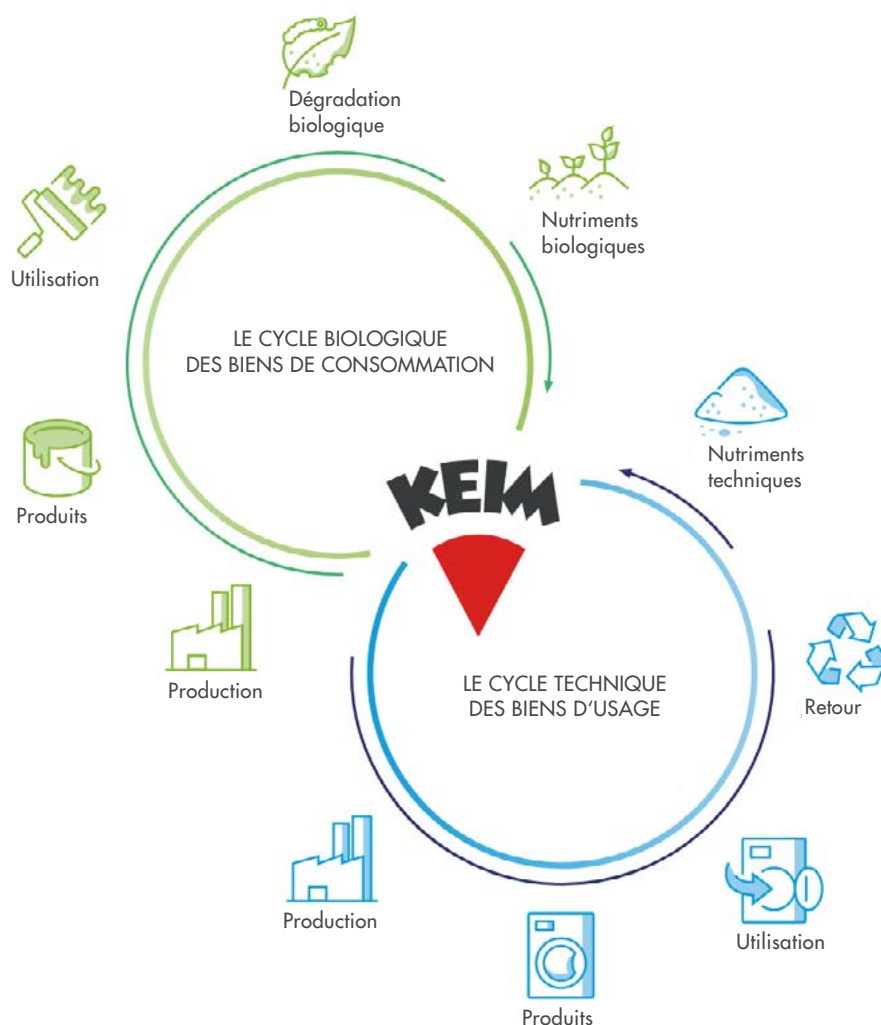 Dégradation
biologique
Nutriments
biologiques
Utilisation
LE CYCLE BIOLOGIQUE
DES BIENS DE CONSOMMATION
Produits
Nutriments
techniques
KEIM
Production
LE CYCLE TECHNIQUE
DES BIENS D'USAGE
Retour
Production
Utilisation
Produits